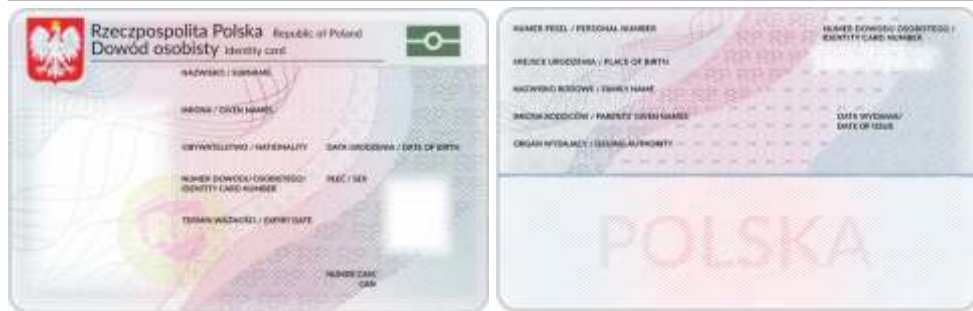 Rzeczpospolita Polska Republic of Poland
Dowód osobisty Identity card
NAZWISKO / SURNAME
IMIONA / GIVEN NAMES
OBYWATELSTWO / NATIONALITY DATA URODZENIA / DATE OF BIRTH
NUMER DOWODU OSOBISTEGO/ PŁEĆ / SEX
IDENTITY CARD NUMBER
TERMIN WAŻNOŚCI / EXPIRY DATE
NUMER CAN/
CAN
NUMER PESEL / PERSONAL NUMBER NUMER DOWODU OSOBISTEGO /
IDENTITY CARD NUMBER
MIEJSCE URODZENIA / PLACE OF BIRTH
NAZWISKO RODOWE / FAMILY NAME
IMIONA RODZICÓW / PARENTS' GIVEN NAMES DATA WYDANIA/
DATE OF ISSUE
ORGAN WYDAJĄCY / ISSUING AUTHORITY
POLSKA